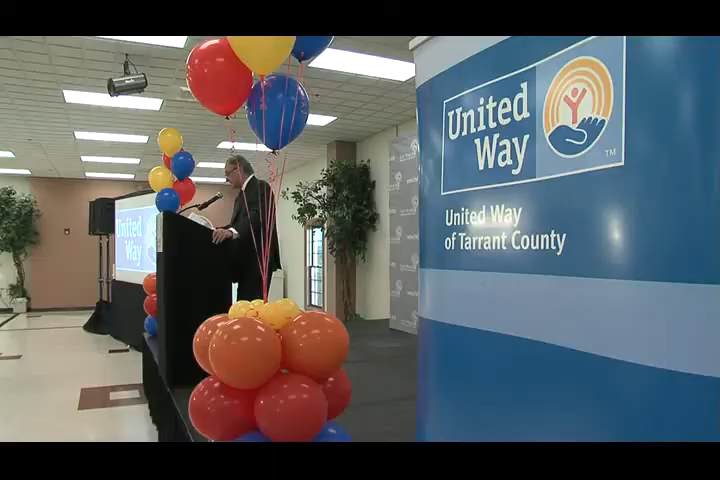 United
Way
TM
United Way
of Tarrant County
United
Way